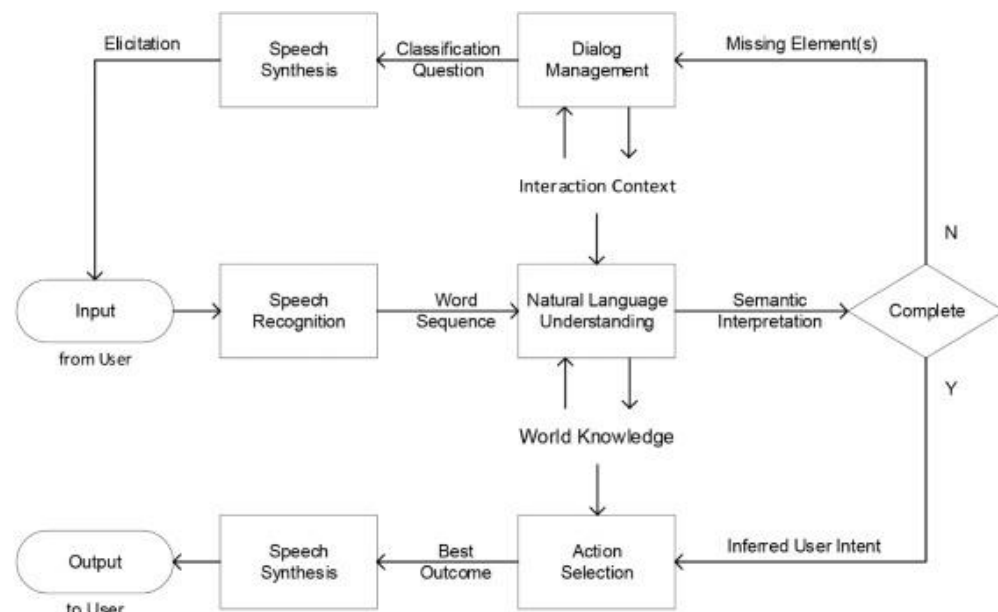 Elicitation
Speech
Synthesis
Classification
Question
Dialog
Management
Missing Element(s)
Interaction Context
N
Input
from User
Speech
Recognition
Word
Sequence
Natural Language
Understanding
Semantic
Interpretation
Complete
Y
World Knowledge
Output
to User
Speech
Synthesis
Best
Outcome
Action
Selection
Inferred User Intent